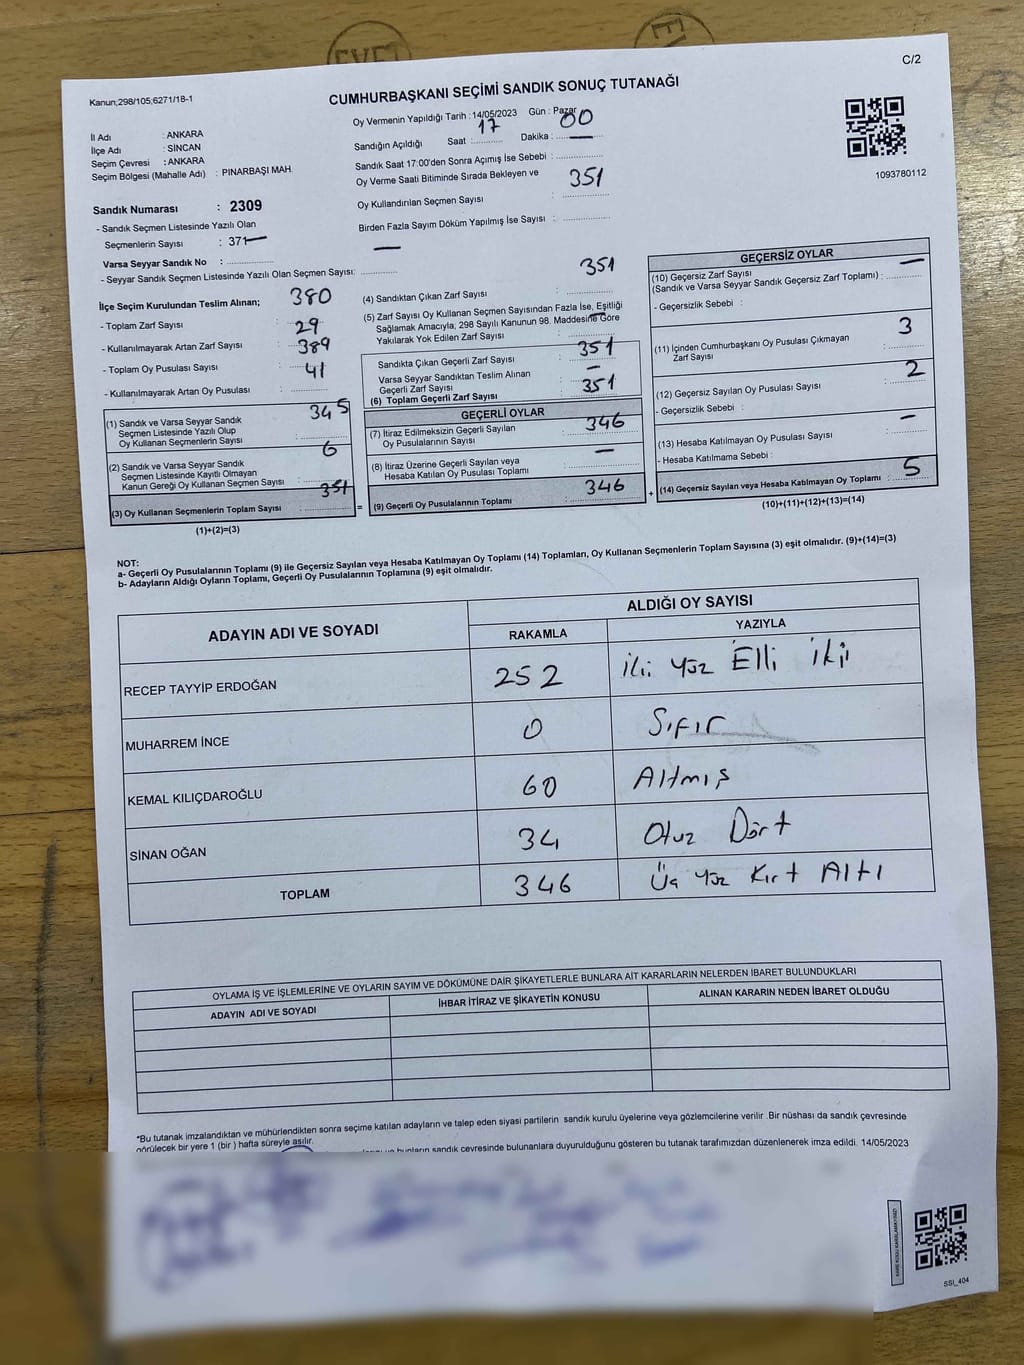 C/2
Kanun;298/105;6271/18-1
CUMHURBAŞKANI SEÇİMİ SANDIK SONUÇ TUTANAĞI
İl Adı : ANKARA
İlçe Adı : SİNCAN
Seçim Çevresi : ANKARA
Seçim Bölgesi (Mahalle Adı) : PINARBAŞI MAH.
Oy Vermenin Yapıldığı Tarih : 14/05/2023 Gün : Pazar
Sandığın Açıldığı Saat : 17 Dakika : 00
Sandık Saat 17:00'den Sonra Açımış İse Sebebi :
Oy Verme Saati Bitiminde Sırada Bekleyen ve
Oy Kullandırılan Seçmen Sayısı : 351
Birden Fazla Sayım Döküm Yapılmış İse Sayısı :
1093780112
Sandık Numarası : 2309
- Sandık Seçmen Listesinde Yazılı Olan
Seçmenlerin Sayısı : 371
Varsa Seyyar Sandık No :
- Seyyar Sandık Seçmen Listesinde Yazılı Olan Seçmen Sayısı: —
İlçe Seçim Kurulundan Teslim Alınan;
- Toplam Zarf Sayısı : 380
- Kullanılmayarak Artan Zarf Sayısı : 29
- Toplam Oy Pusulası Sayısı : 389
- Kullanılmayarak Artan Oy Pusulası : 41
(1) Sandık ve Varsa Seyyar Sandık
Seçmen Listesinde Yazılı Olup
Oy Kullanan Seçmenlerin Sayısı : 345
(2) Sandık ve Varsa Seyyar Sandık
Seçmen Listesinde Kayıtlı Olmayan
Kanun Gereği Oy Kullanan Seçmen Sayısı : 6
(3) Oy Kullanan Seçmenlerin Toplam Sayısı 351
(1)+(2)=(3)
(4) Sandıktan Çıkan Zarf Sayısı : 351
(5) Zarf Sayısı Oy Kullanan Seçmen Sayısından Fazla İse, Eşitliği
Sağlamak Amacıyla, 298 Sayılı Kanunun 98. Maddesine Göre
Yakılarak Yok Edilen Zarf Sayısı : —
Sandıkta Çıkan Geçerli Zarf Sayısı : 351
Varsa Seyyar Sandıktan Teslim Alınan
Geçerli Zarf Sayısı : —
(6) Toplam Geçerli Zarf Sayısı : 351
GEÇERLİ OYLAR
(7) İtiraz Edilmeksizin Geçerli Sayılan
Oy Pusulalarının Sayısı : 346
(8) İtiraz Üzerine Geçerli Sayılan veya
Hesaba Katılan Oy Pusulası Toplamı : —
= (9) Geçerli Oy Pusulalarının Toplamı : 346
GEÇERSİZ OYLAR
(10) Geçersiz Zarf Sayısı
(Sandık ve Varsa Seyyar Sandık Geçersiz Zarf Toplamı) : —
- Geçersizlik Sebebi :
(11) İçinden Cumhurbaşkanı Oy Pusulası Çıkmayan
Zarf Sayısı : 3
(12) Geçersiz Sayılan Oy Pusulası Sayısı : 2
- Geçersizlik Sebebi :
(13) Hesaba Katılmayan Oy Pusulası Sayısı : —
- Hesaba Katılmama Sebebi :
+ (14) Geçersiz Sayılan veya Hesaba Katılmayan Oy Toplamı : 5
(10)+(11)+(12)+(13)=(14)
NOT:
a- Geçerli Oy Pusulalarının Toplamı (9) ile Geçersiz Sayılan veya Hesaba Katılmayan Oy Toplamı (14) Toplamları, Oy Kullanan Seçmenlerin Toplam Sayısına (3) eşit olmalıdır. (9)+(14)=(3)
b- Adayların Aldığı Oyların Toplamı, Geçerli Oy Pusulalarının Toplamına (9) eşit olmalıdır.
ADAYIN ADI VE SOYADI ALDIĞI OY SAYISI
RAKAMLA YAZIYLA
RECEP TAYYİP ERDOĞAN 252 İki Yüz Elli İki
MUHARREM İNCE 0 Sıfır
KEMAL KILIÇDAROĞLU 60 Altmış
SİNAN OĞAN 34 Otuz Dört
TOPLAM 346 Üç Yüz Kırk Altı
OYLAMA İŞ VE İŞLEMLERİNE VE OYLARIN SAYIM VE DÖKÜMÜNE DAİR ŞİKAYETLERLE BUNLARA AİT KARARLARIN NELERDEN İBARET BULUNDUKLARI
ADAYIN ADI VE SOYADI İHBAR İTİRAZ VE ŞİKAYETİN KONUSU ALINAN KARARIN NEDEN İBARET OLDUĞU
*Bu tutanak imzalandıktan ve mühürlendikten sonra seçime katılan adayların ve talep eden siyasi partilerin sandık kurulu üyelerine veya gözlemcilerine verilir .Bir nüshası da sandık çevresinde
görülecek bir yere 1 (bir ) hafta süreyle asılır.
bunların sandık çevresinde bulunanlara duyurulduğunu gösteren bu tutanak tarafımızdan düzenlenerek imza edildi. 14/05/2023
SSI_404